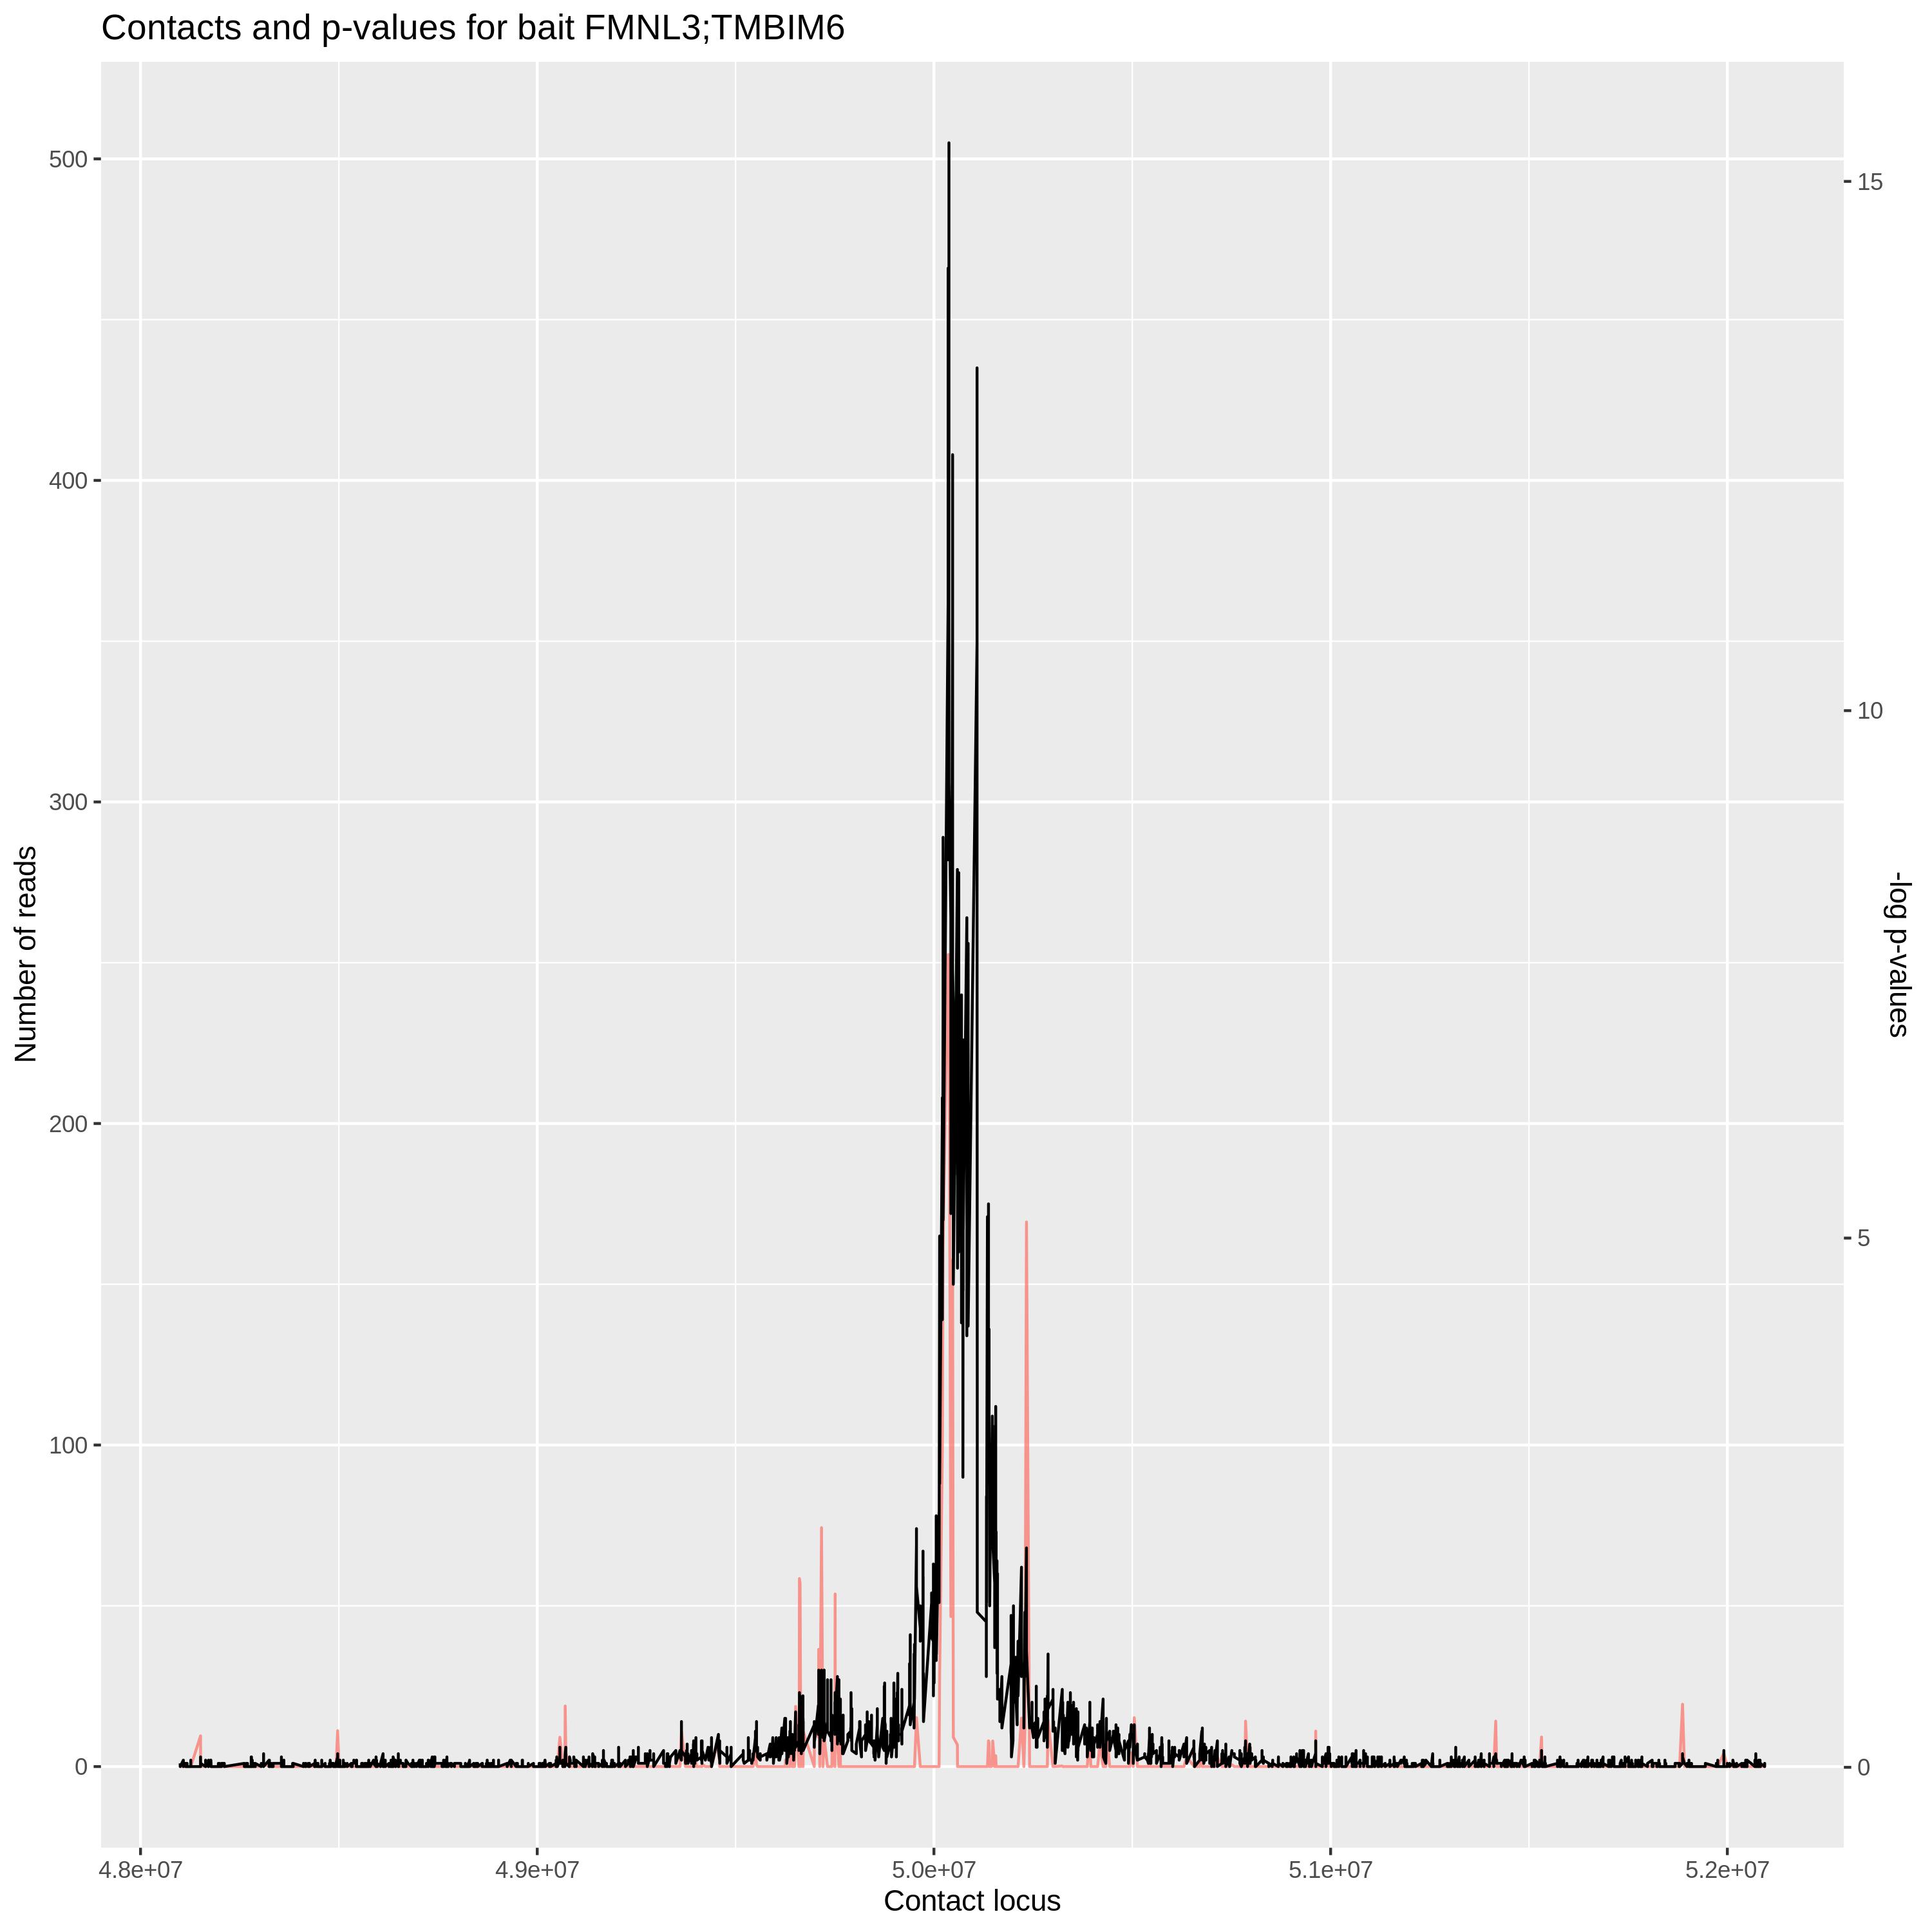 Contacts and p-values for bait FMNL3;TMBIM6
500
400
300
200
100
0
Number of reads
15
10
5
0
-log p-values
4.8e+07 4.9e+07 5.0e+07 5.1e+07 5.2e+07
Contact locus